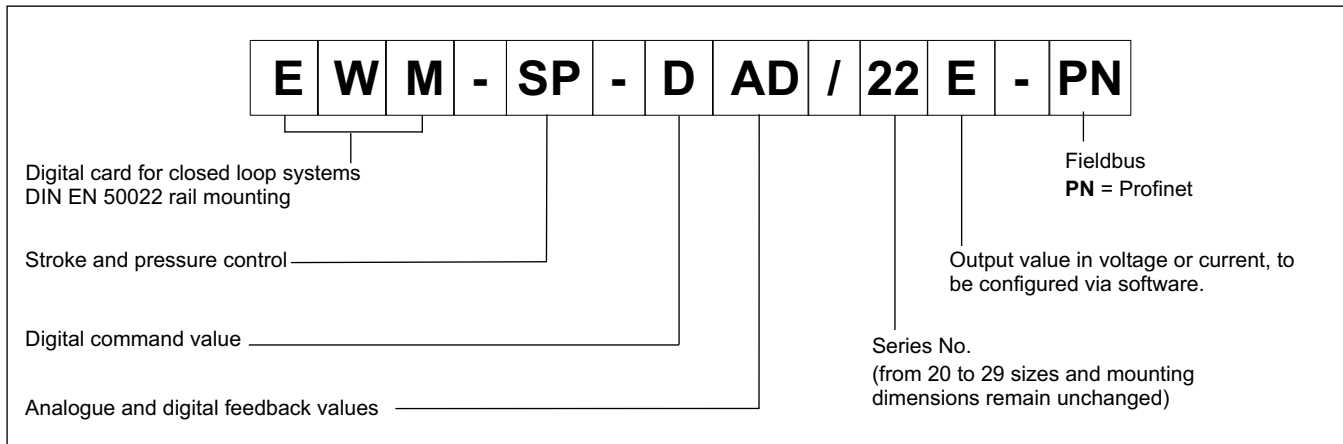 E W M - SP - D AD / 22 E - PN
Digital card for closed loop systems
DIN EN 50022 rail mounting
Fieldbus
PN = Profinet
Stroke and pressure control
Output value in voltage or current, to
be configured via software.
Digital command value
Series No.
(from 20 to 29 sizes and mounting
dimensions remain unchanged)
Analogue and digital feedback values